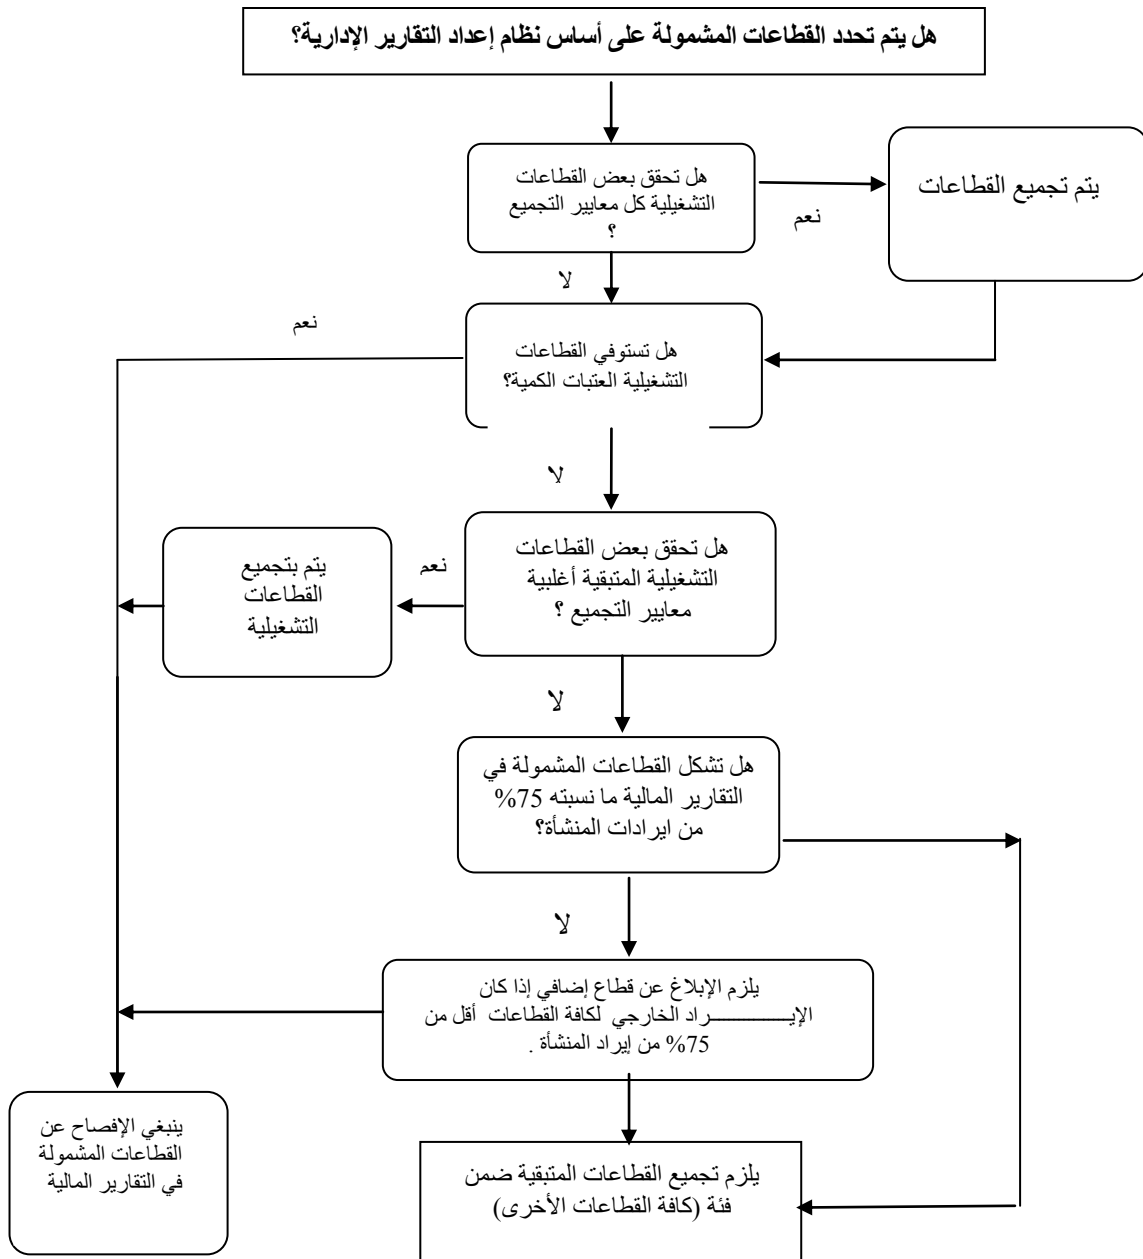 هل يتم تحدد القطاعات المشمولة على أساس نظام إعداد التقارير الإدارية؟
هل تحقق بعض القطاعات
التشغيلية كل معايير التجميع
؟
نعم
يتم تجميع القطاعات
لا
هل تستوفي القطاعات
التشغيلية العتبات الكمية؟
نعم
لا
هل تحقق بعض القطاعات
التشغيلية المتبقية أغلبية
معايير التجميع ؟
نعم
يتم بتجميع
القطاعات
التشغيلية
لا
هل تشكل القطاعات المشمولة في
التقارير المالية ما نسبته 75%
من ايرادات المنشأة؟
لا
يلزم الإبلاغ عن قطاع إضافي إذا كان
الإيـــــــــراد الخارجي لكافة القطاعات أقل من
75% من إيراد المنشأة .
ينبغي الإفصاح عن
القطاعات المشمولة
في التقارير المالية
يلزم تجميع القطاعات المتبقية ضمن
فئة (كافة القطاعات الأخرى)